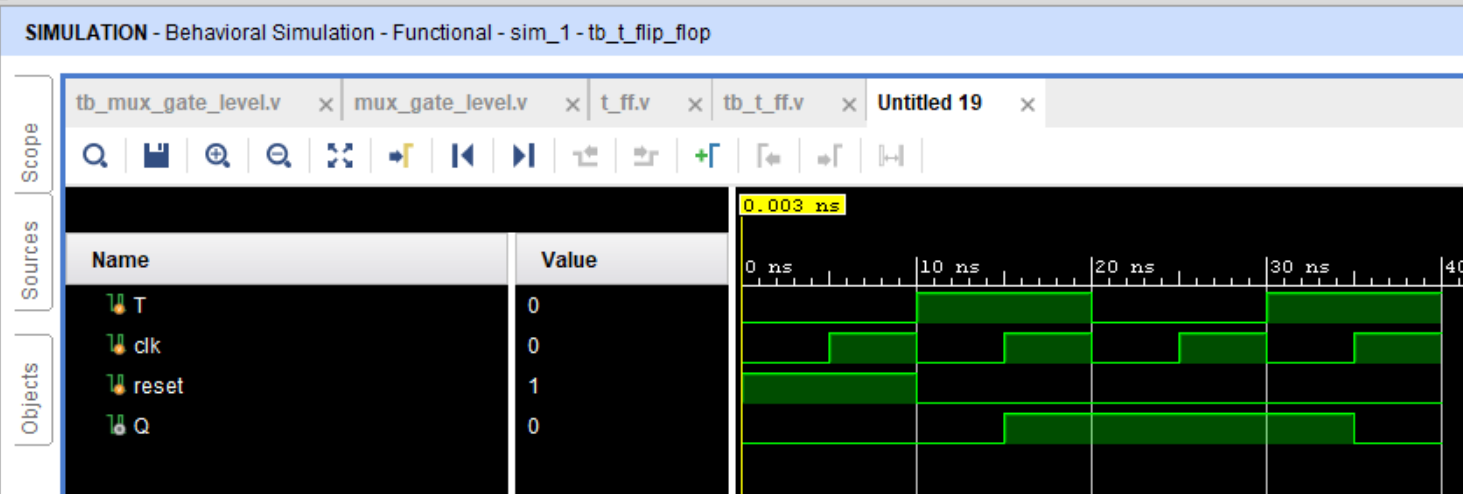 SIMULATION - Behavioral Simulation - Functional - sim_1 - tb_t_flip_flop
tb_mux_gate_level.v × mux_gate_level.v × t_ff.v × tb_t_ff.v × Untitled 19 ×
Scope
Sources
Objects
0.003 ns
Name Value
0 ns 10 ns 20 ns 30 ns 40
T 0
clk 0
reset 1
Q 0